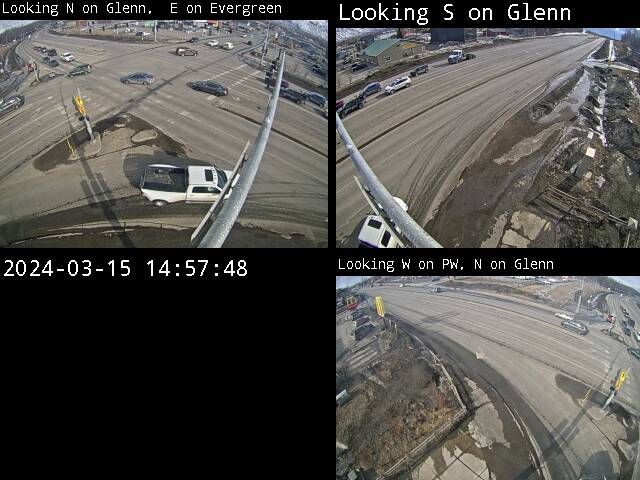 Looking N on Glenn,  E on Evergreen
Looking S on Glenn
2024-03-15 14:57:48
Looking W on PW, N on Glenn